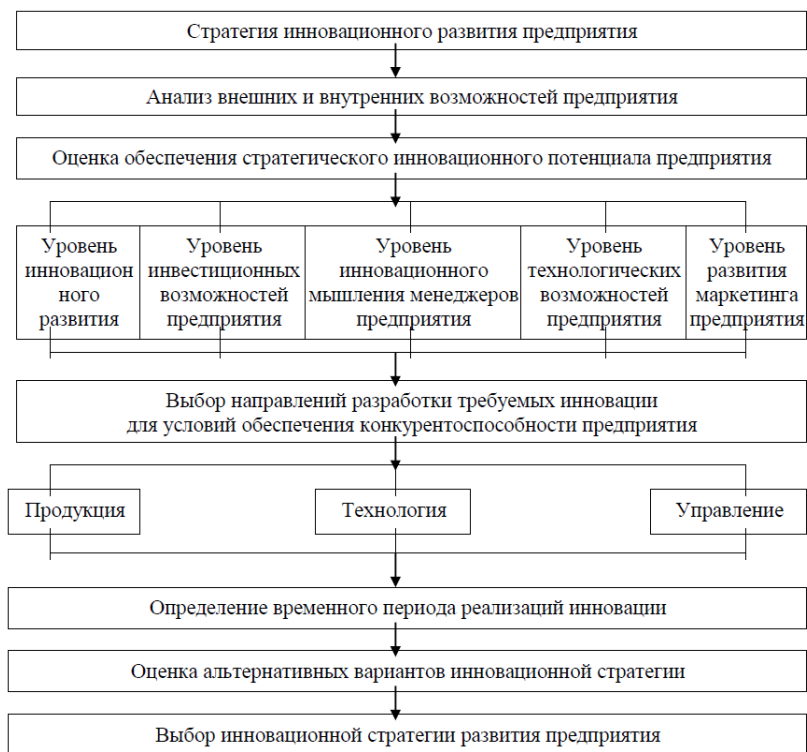 Стратегия инновационного развития предприятия
Анализ внешних и внутренних возможностей предприятия
Оценка обеспечения стратегического инновационного потенциала предприятия
Уровень
инновацион
ного
развития
Уровень
инвестиционных
возможностей
предприятия
Уровень
инновационного
мышления менеджеров
предприятия
Уровень
технологических
возможностей
предприятия
Уровень
развития
маркетинга
предприятия
Выбор направлений разработки требуемых инновации
для условий обеспечения конкурентоспособности предприятия
Продукция
Технология
Управление
Определение временного периода реализаций инновации
Оценка альтернативных вариантов инновационной стратегии
Выбор инновационной стратегии развития предприятия